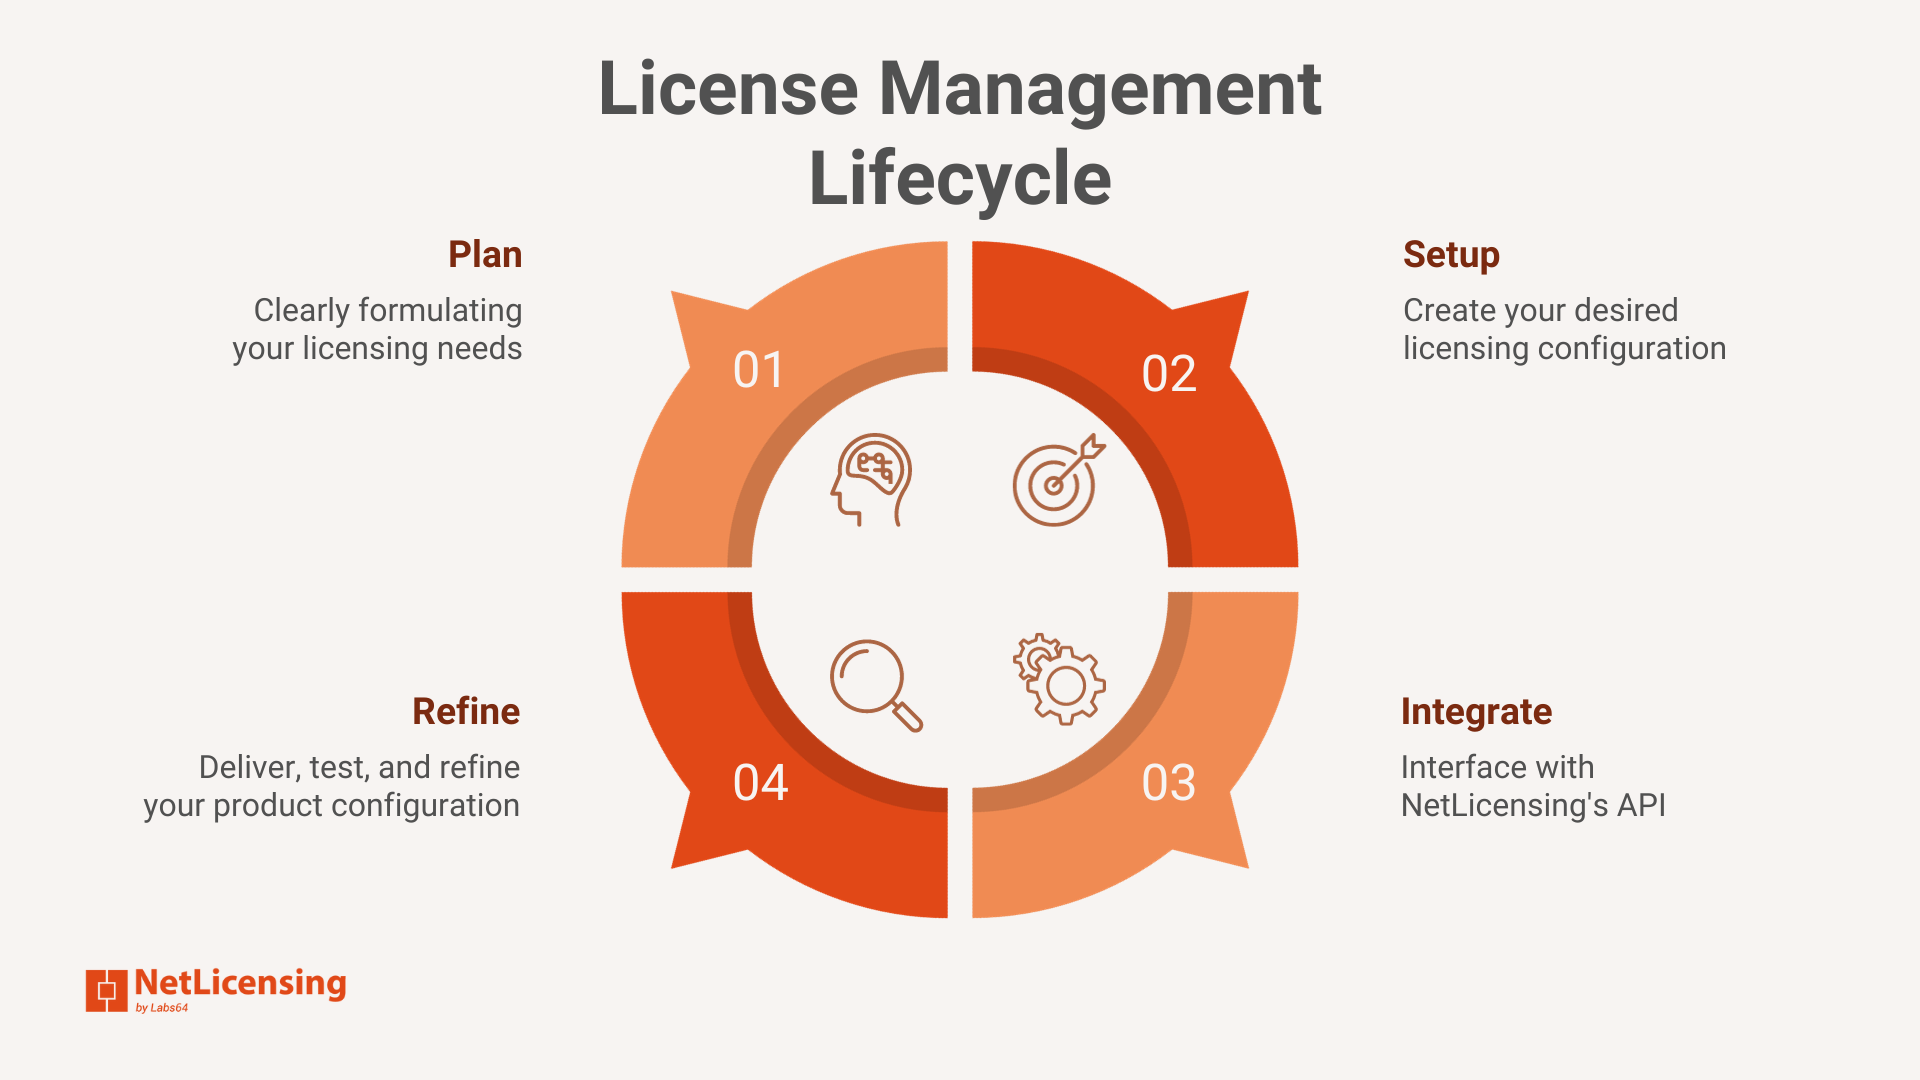 License Management
Lifecycle
Plan
Clearly formulating
your licensing needs
01
02
Setup
Create your desired
licensing configuration
Refine
Deliver, test, and refine
your product configuration
04
03
Integrate
Interface with
NetLicensing's API
NetLicensing
by Labs64